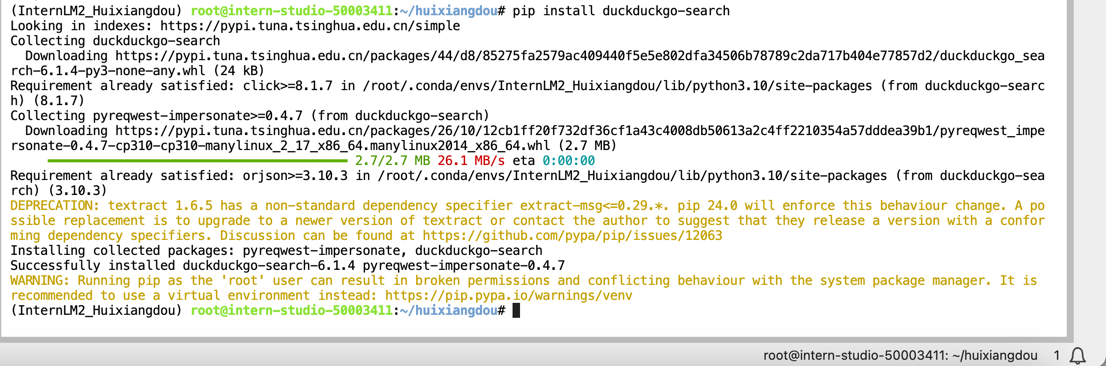 (InternLM2_Huixiangdou) root@intern-studio-50003411:~/huixiangdou# pip install duckduckgo-search
Looking in indexes: https://pypi.tuna.tsinghua.edu.cn/simple
Collecting duckduckgo-search
  Downloading https://pypi.tuna.tsinghua.edu.cn/packages/44/d8/85275fa2579ac409440f5e5e802dfa34506b78789c2da717b404e77857d2/duckduckgo_sea
rch-6.1.4-py3-none-any.whl (24 kB)
Requirement already satisfied: click>=8.1.7 in /root/.conda/envs/InternLM2_Huixiangdou/lib/python3.10/site-packages (from duckduckgo-searc
h) (8.1.7)
Collecting pyreqwest-impersonate>=0.4.7 (from duckduckgo-search)
  Downloading https://pypi.tuna.tsinghua.edu.cn/packages/26/10/12cb1ff20f732df36cf1a43c4008db50613a2c4ff2210354a57dddea39b1/pyreqwest_impe
rsonate-0.4.7-cp310-cp310-manylinux_2_17_x86_64.manylinux2014_x86_64.whl (2.7 MB)
2.7/2.7 MB 26.1 MB/s eta 0:00:00
Requirement already satisfied: orjson>=3.10.3 in /root/.conda/envs/InternLM2_Huixiangdou/lib/python3.10/site-packages (from duckduckgo-sea
rch) (3.10.3)
DEPRECATION: textract 1.6.5 has a non-standard dependency specifier extract-msg<=0.29.*. pip 24.0 will enforce this behaviour change. A po
ssible replacement is to upgrade to a newer version of textract or contact the author to suggest that they release a version with a confor
ming dependency specifiers. Discussion can be found at https://github.com/pypa/pip/issues/12063
Installing collected packages: pyreqwest-impersonate, duckduckgo-search
Successfully installed duckduckgo-search-6.1.4 pyreqwest-impersonate-0.4.7
WARNING: Running pip as the 'root' user can result in broken permissions and conflicting behaviour with the system package manager. It is
recommended to use a virtual environment instead: https://pip.pypa.io/warnings/venv
(InternLM2_Huixiangdou) root@intern-studio-50003411:~/huixiangdou#
root@intern-studio-50003411: ~/huixiangdou 1